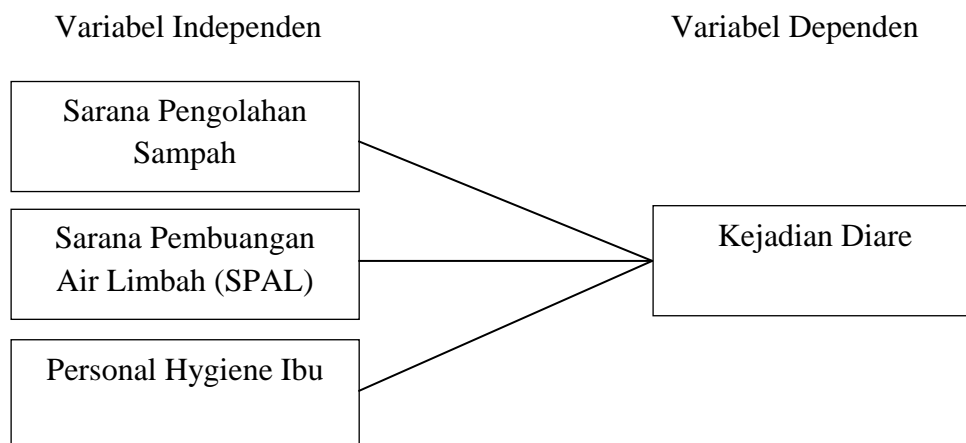 Variabel Independen
Variabel Dependen
Sarana Pengolahan
Sampah
Sarana Pembuangan
Air Limbah (SPAL)
Personal Hygiene Ibu
Kejadian Diare